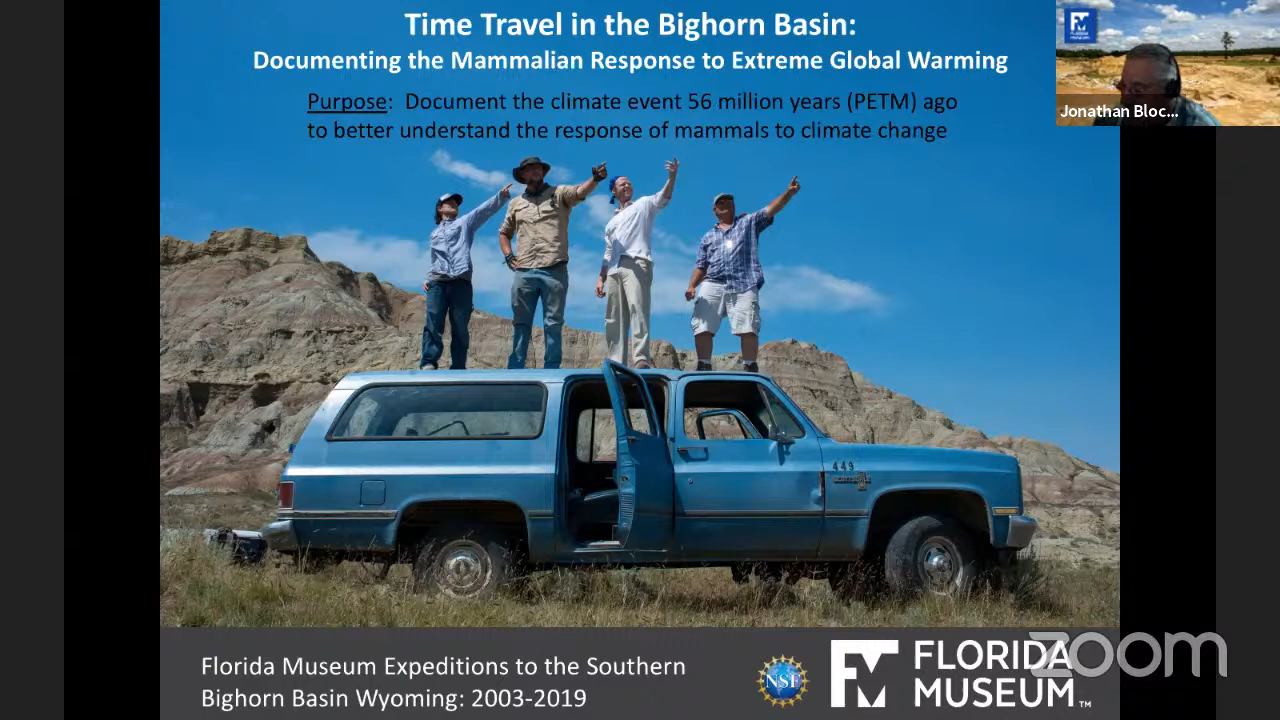 Time Travel in the Bighorn Basin:
Documenting the Mammalian Response to Extreme Global Warming
Purpose: Document the climate event 56 million years (PETM) ago
to better understand the response of mammals to climate change
FLORIDA
MUSEUM
Jonathan Bloc...
449
Florida Museum Expeditions to the Southern
Bighorn Basin Wyoming: 2003-2019
NSF
FLORIDA
MUSEUM™
zoom